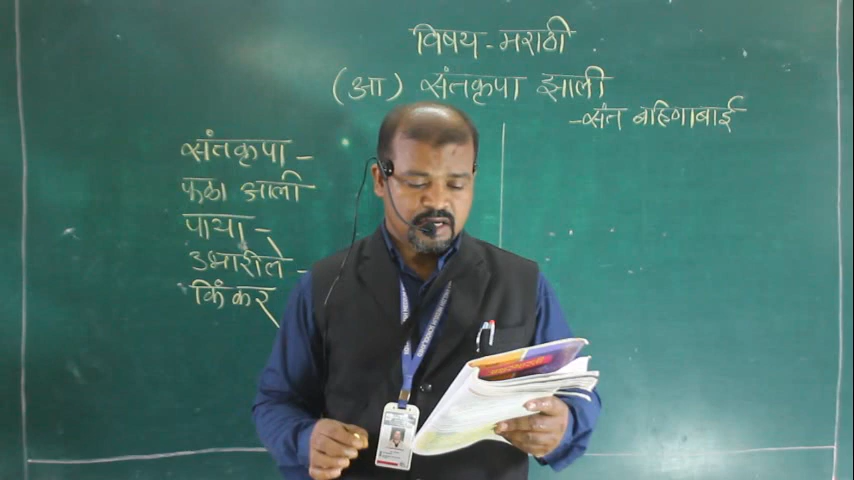 विषय - मराठी
(आ) संतकृपा झाली
- संत बहिणाबाई
संतकृपा -
फळा आली
पाया -
उभारीले -
किंकर